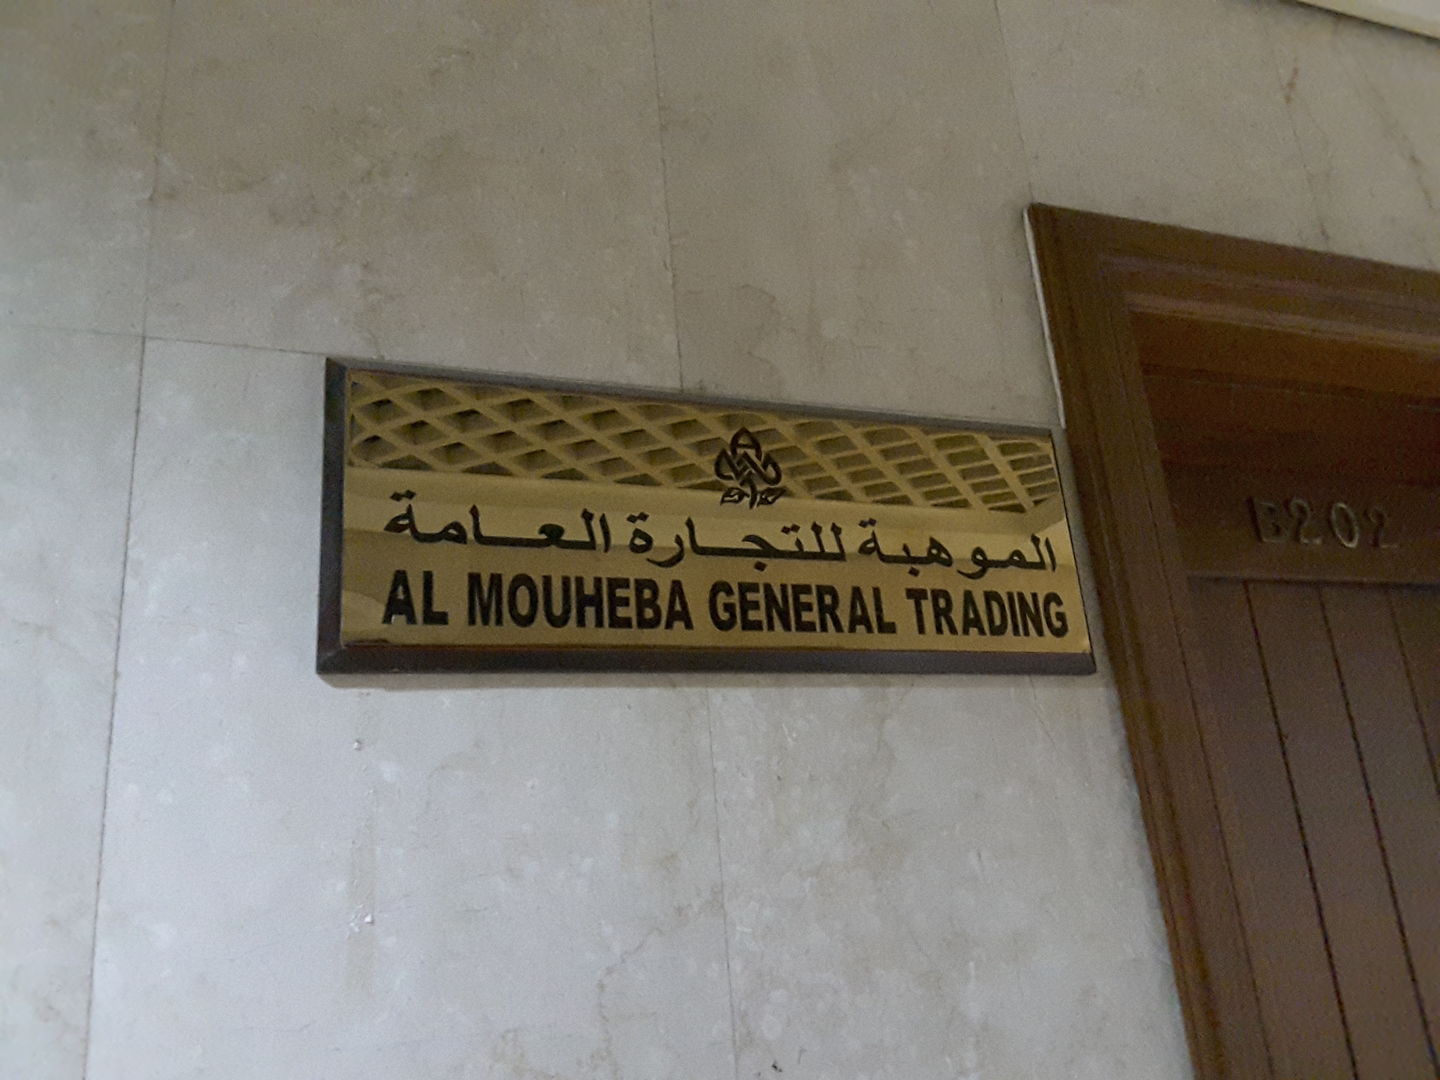 الموهبة للتجارة العامة
AL MOUHEBA GENERAL TRADING
B202